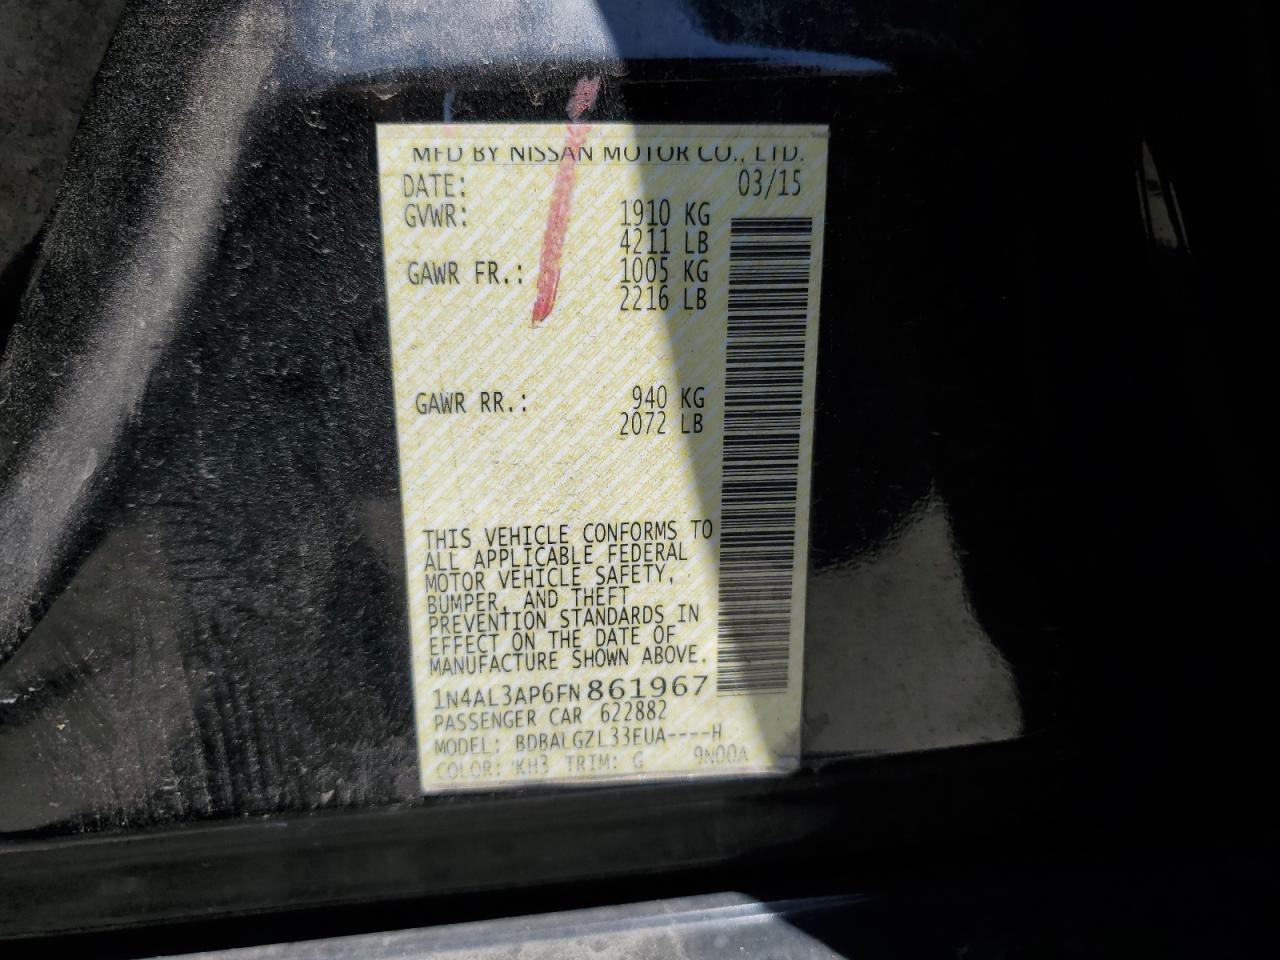 MFD BY NISSAN MOTOR CO., LTD.
DATE: 03/15
GVWR: 1910 KG
4211 LB
GAWR FR.: 1005 KG
2216 LB
GAWR RR.: 940 KG
2072 LB
THIS VEHICLE CONFORMS TO
ALL APPLICABLE FEDERAL
MOTOR VEHICLE SAFETY,
BUMPER, AND THEFT
PREVENTION STANDARDS IN
EFFECT ON THE DATE OF
MANUFACTURE SHOWN ABOVE.
1N4AL3AP6FN861967
PASSENGER CAR 622882
MODEL: BDBALGZL33EUA----H
COLOR: KH3 TRIM: G 9N00A